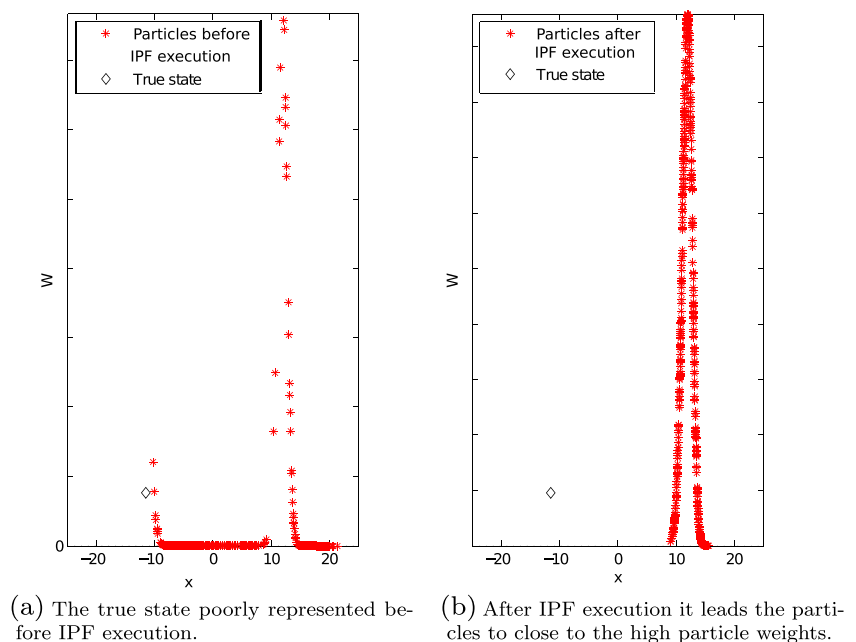 Particles before
IPF execution
True state
W
0
−20 −10 0 10 20
x
(a) The true state poorly represented be-
fore IPF execution.
Particles after
IPF execution
True state
W
−20 −10 0 10 20
x
(b) After IPF execution it leads the parti-
cles to close to the high particle weights.